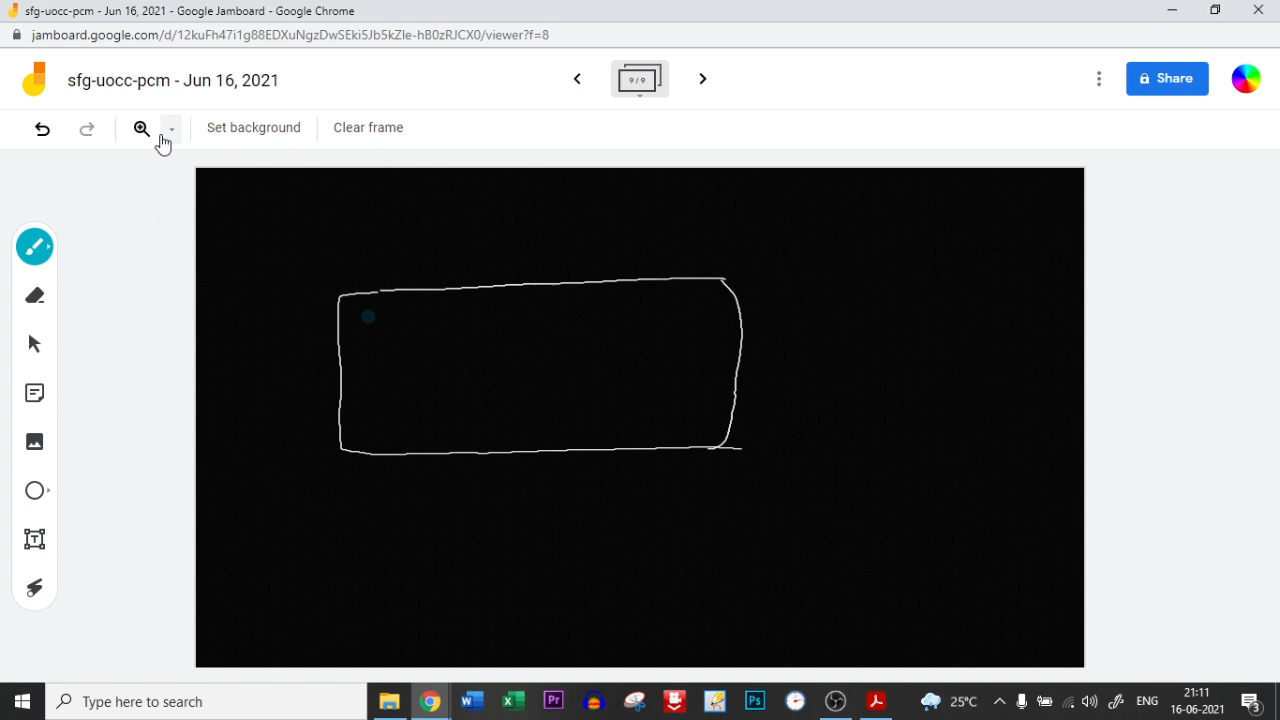 sfg-uocc-pcm - Jun 16, 2021 - Google Jamboard - Google Chrome
jamboard.google.com/d/12kuFh47i1g88EDXuNgzDwSEki5Jb5kZle-hB0zRJCX0/viewer?f=8
sfg-uocc-pcm - Jun 16, 2021
9/9
Share
Set background
Clear frame
T
Type here to search
W
X
Pr
Ps
25°C
ENG
21:11
16-06-2021
3